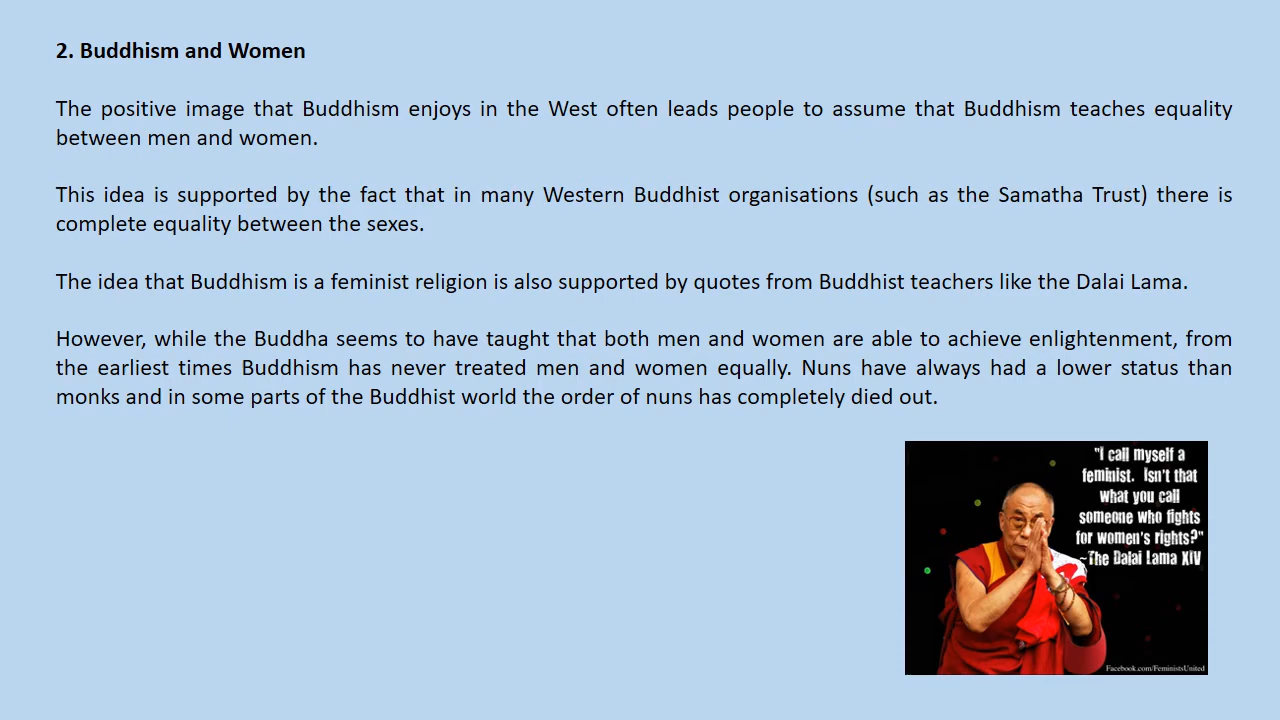 2. Buddhism and Women
The positive image that Buddhism enjoys in the West often leads people to assume that Buddhism teaches equality
between men and women.
This idea is supported by the fact that in many Western Buddhist organisations (such as the Samatha Trust) there is
complete equality between the sexes.
The idea that Buddhism is a feminist religion is also supported by quotes from Buddhist teachers like the Dalai Lama.
However, while the Buddha seems to have taught that both men and women are able to achieve enlightenment, from
the earliest times Buddhism has never treated men and women equally. Nuns have always had a lower status than
monks and in some parts of the Buddhist world the order of nuns has completely died out.
"I call myself a
feminist. Isn't that
what you call
someone who fights
for women's rights?"
~The Dalai Lama XIV
Facebook.com/FeministsUnited